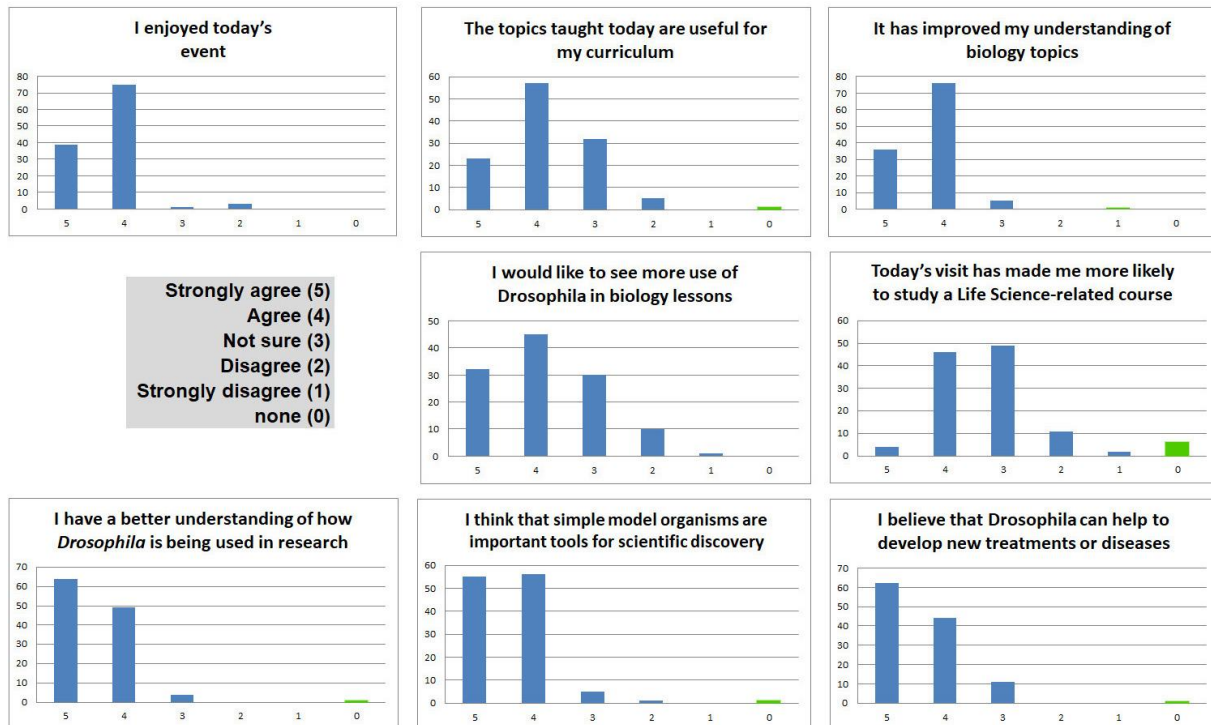 I enjoyed today's
event
80
70
60
50
40
30
20
10
0
5 4 3 2 1 0
The topics taught today are useful for
my curriculum
60
50
40
30
20
10
0
5 4 3 2 1 0
It has improved my understanding of
biology topics
80
70
60
50
40
30
20
10
0
5 4 3 2 1 0
Strongly agree (5)
Agree (4)
Not sure (3)
Disagree (2)
Strongly disagree (1)
none (0)
I would like to see more use of
Drosophila in biology lessons
50
40
30
20
10
0
5 4 3 2 1 0
Today's visit has made me more likely
to study a Life Science-related course
60
50
40
30
20
10
0
5 4 3 2 1 0
I have a better understanding of how
Drosophila is being used in research
70
60
50
40
30
20
10
0
5 4 3 2 1 0
I think that simple model organisms are
important tools for scientific discovery
60
50
40
30
20
10
0
5 4 3 2 1 0
I believe that Drosophila can help to
develop new treatments or diseases
70
60
50
40
30
20
10
0
5 4 3 2 1 0